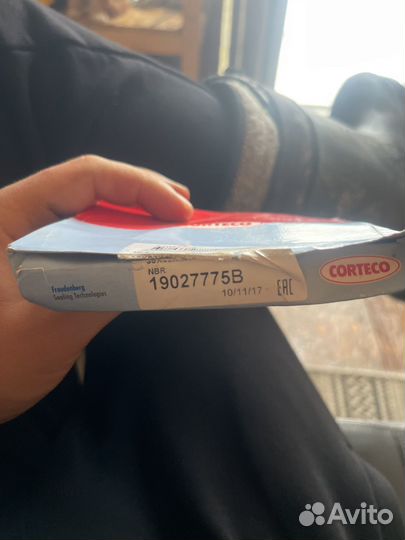 NBR
19027775B
10/11/17
EAC
CORTECO
Freudenberg
Sealing Technologies
Avito